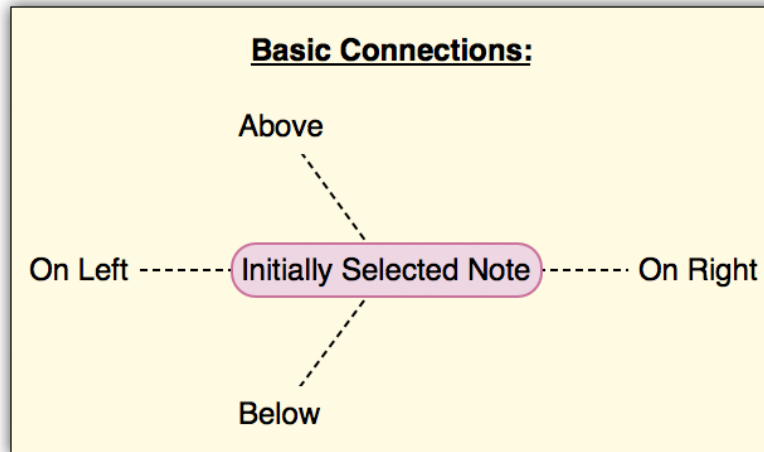 Basic Connections:
Above
On Left
Initially Selected Note
On Right
Below